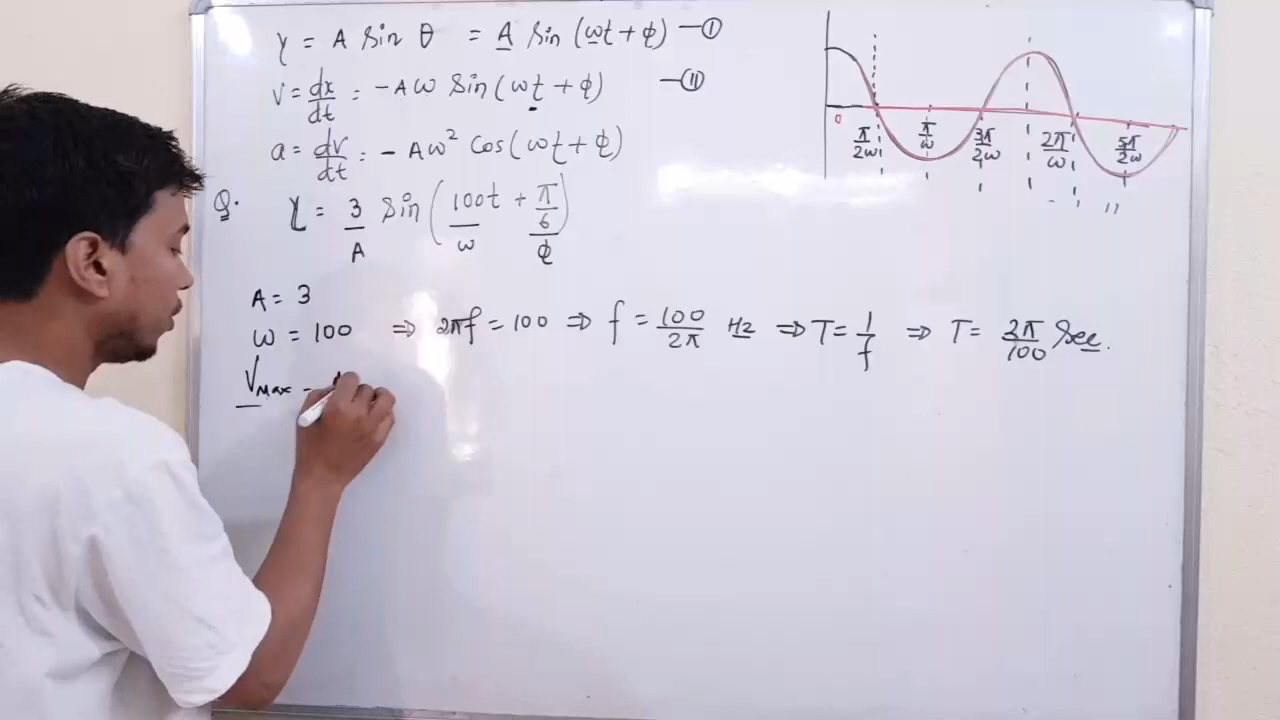 γ = A Sin θ = A Sin (ωt + φ) — ①
v = dx/dt = -Aω Sin (ωt + φ) — ⑪
a = dv/dt = - Aω² Cos (ωt + φ)
Q. γ = 3 Sin (100t + π/6)
A ω φ
A = 3
ω = 100 ⇒ 2πf = 100 ⇒ f = 100/2π Hz ⇒ T = 1/f ⇒ T = 2π/100 Sec.
Vmax =
0 π/2ω π/ω 3π/2ω 2π/ω 5π/2ω